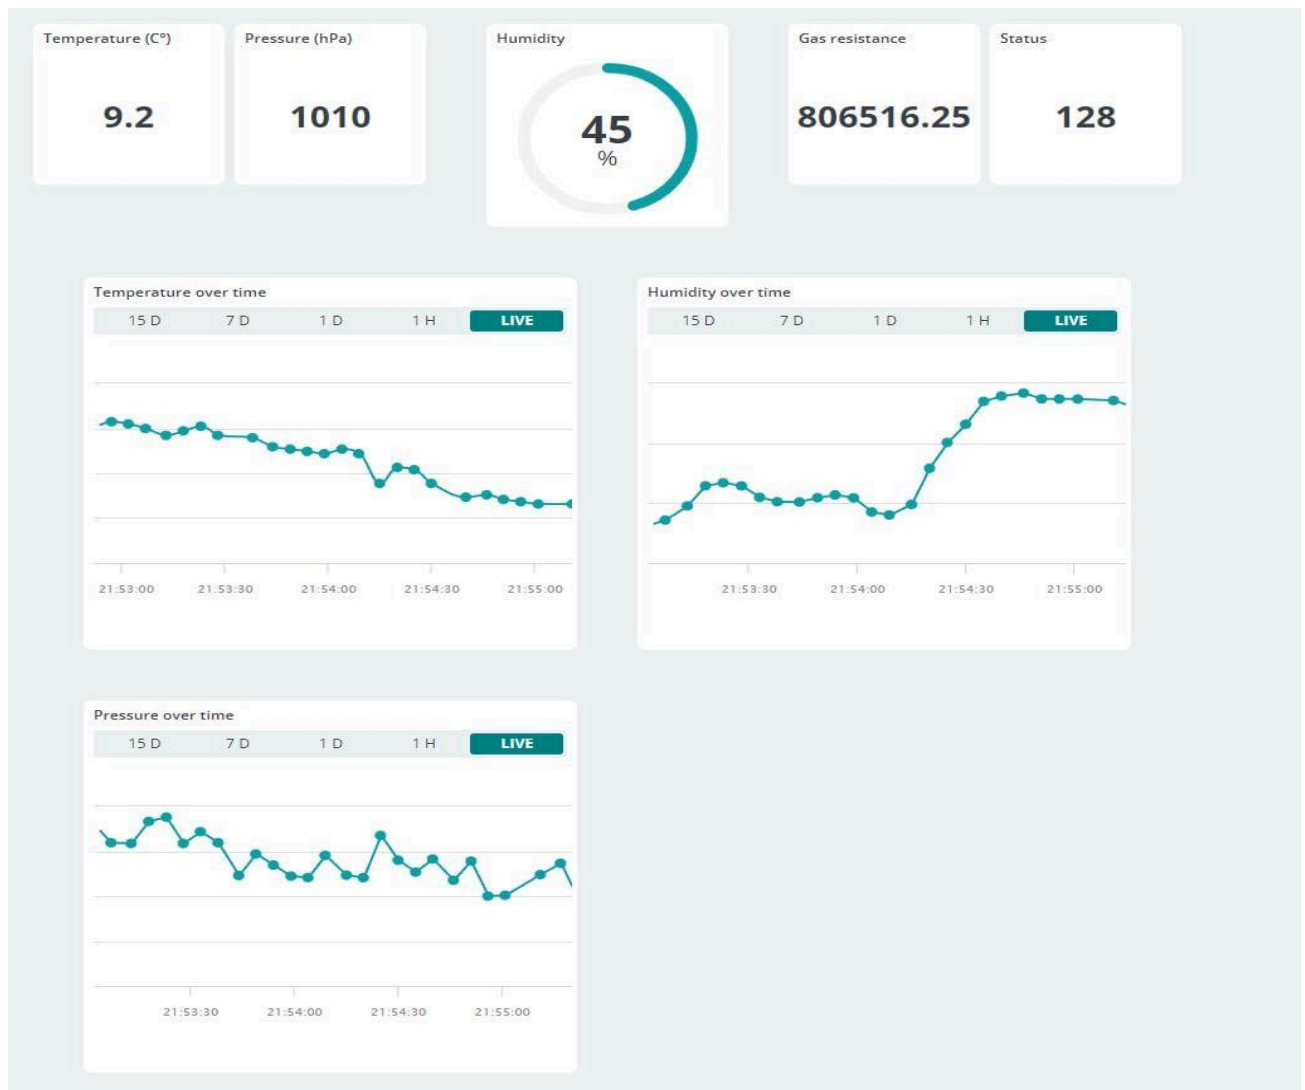 Temperature (C°)
9.2
Pressure (hPa)
1010
Humidity
45
%
Gas resistance
806516.25
Status
128
Temperature over time
15 D 7 D 1 D 1 H LIVE
21:53:00 21:53:30 21:54:00 21:54:30 21:55:00
Humidity over time
15 D 7 D 1 D 1 H LIVE
21:53:30 21:54:00 21:54:30 21:55:00
Pressure over time
15 D 7 D 1 D 1 H LIVE
21:53:30 21:54:00 21:54:30 21:55:00